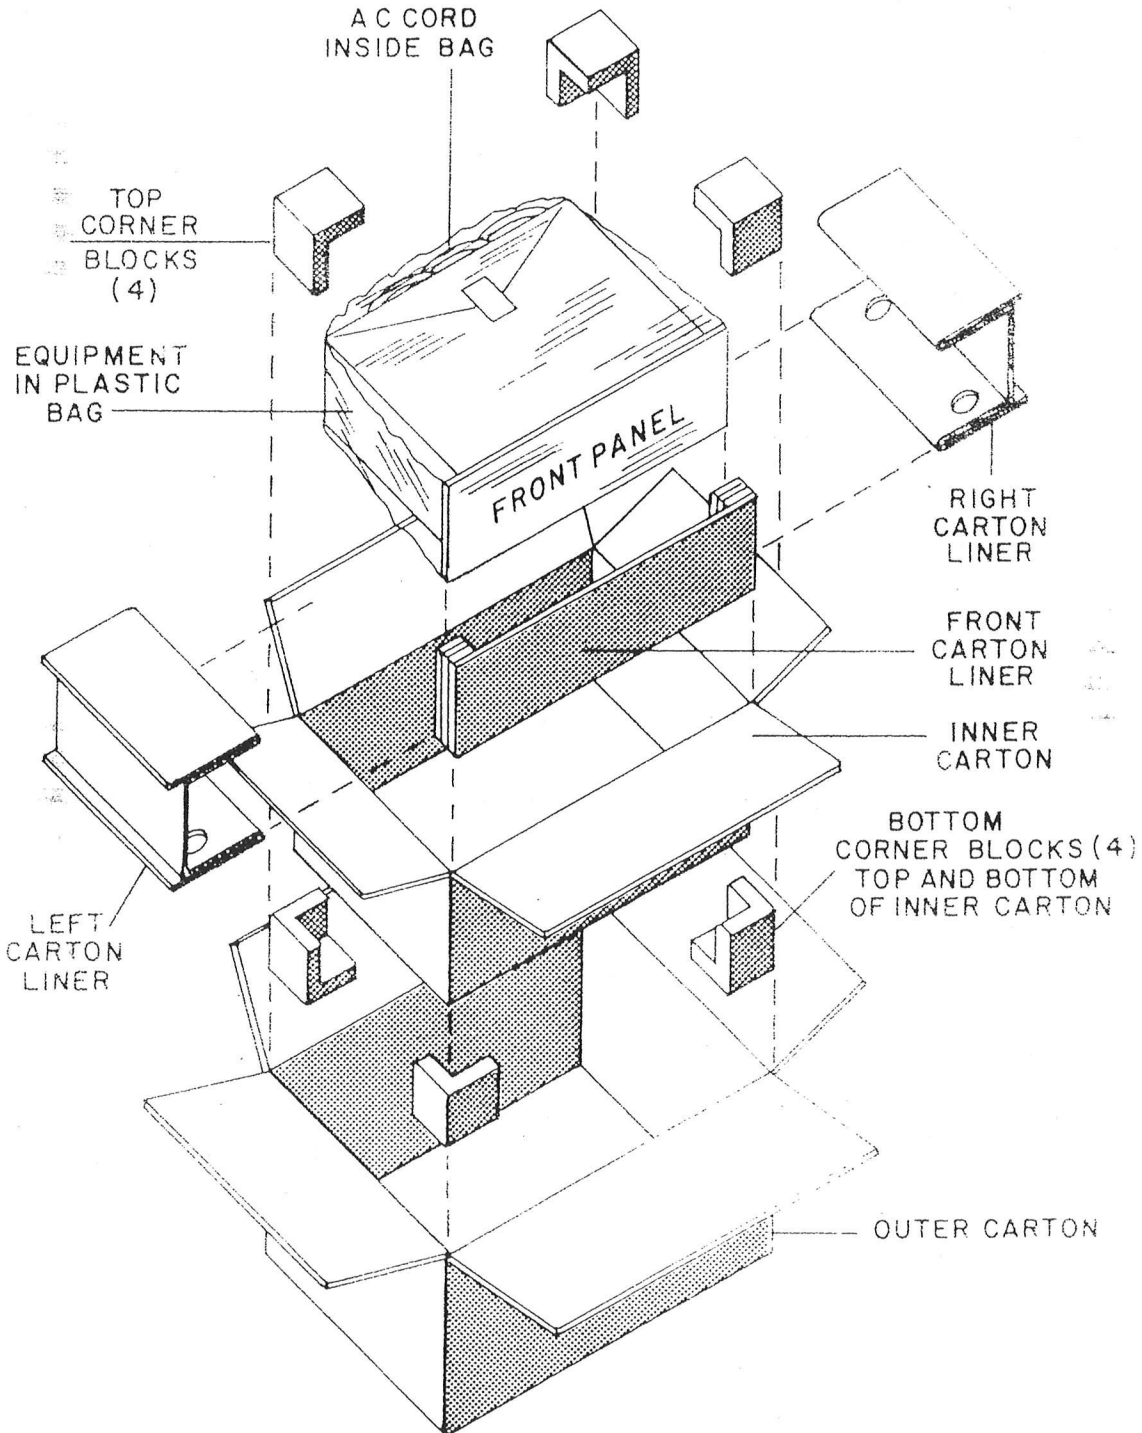 A C CORD
INSIDE BAG
TOP
CORNER
BLOCKS
(4)
EQUIPMENT
IN PLASTIC
BAG
FRONT PANEL
RIGHT
CARTON
LINER
FRONT
CARTON
LINER
INNER
CARTON
BOTTOM
CORNER BLOCKS (4)
TOP AND BOTTOM
OF INNER CARTON
LEFT
CARTON
LINER
OUTER CARTON